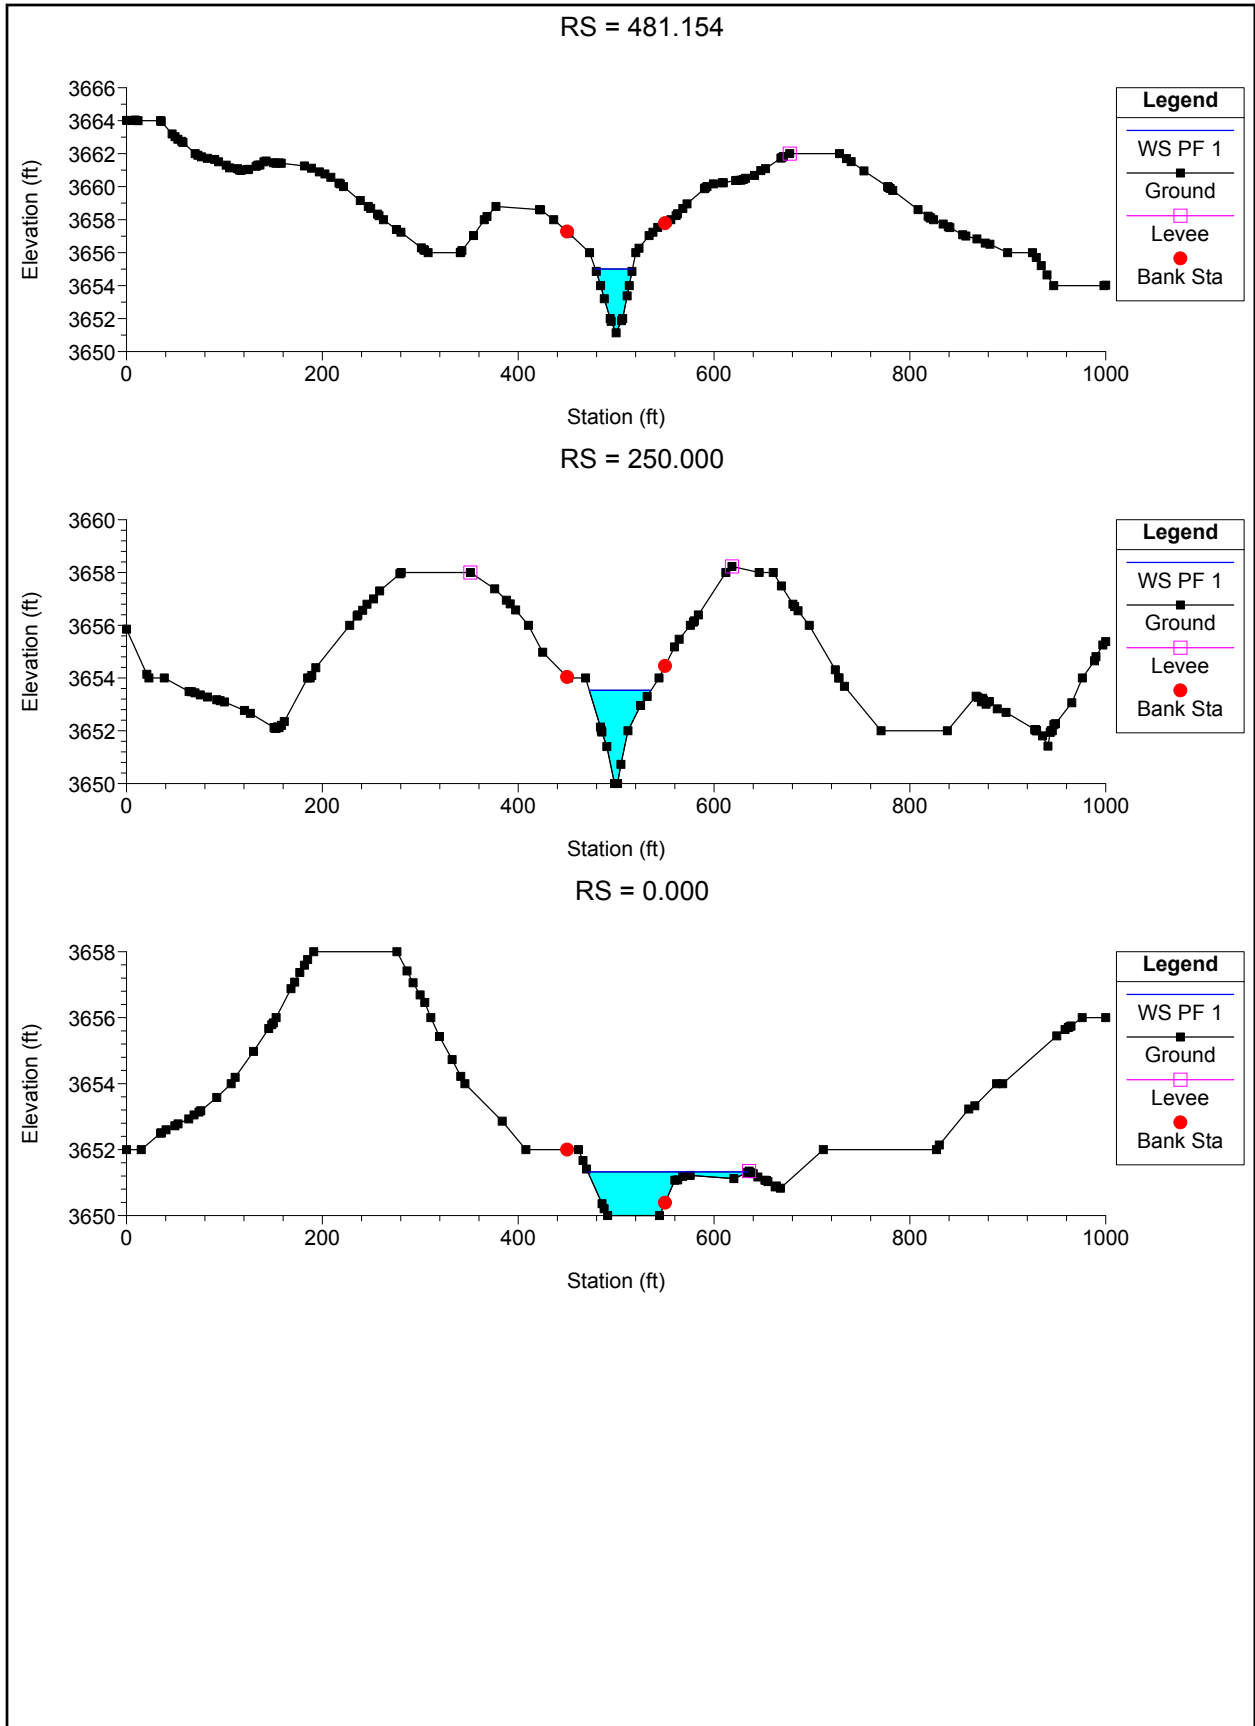 RS = 481.154
3666
3664
3662
3660
3658
3656
3654
3652
3650
Elevation (ft)
0 200 400 600 800 1000
Station (ft)
Legend
WS PF 1
Ground
Levee
Bank Sta
RS = 250.000
3660
3658
3656
3654
3652
3650
Elevation (ft)
0 200 400 600 800 1000
Station (ft)
Legend
WS PF 1
Ground
Levee
Bank Sta
RS = 0.000
3658
3656
3654
3652
3650
Elevation (ft)
0 200 400 600 800 1000
Station (ft)
Legend
WS PF 1
Ground
Levee
Bank Sta